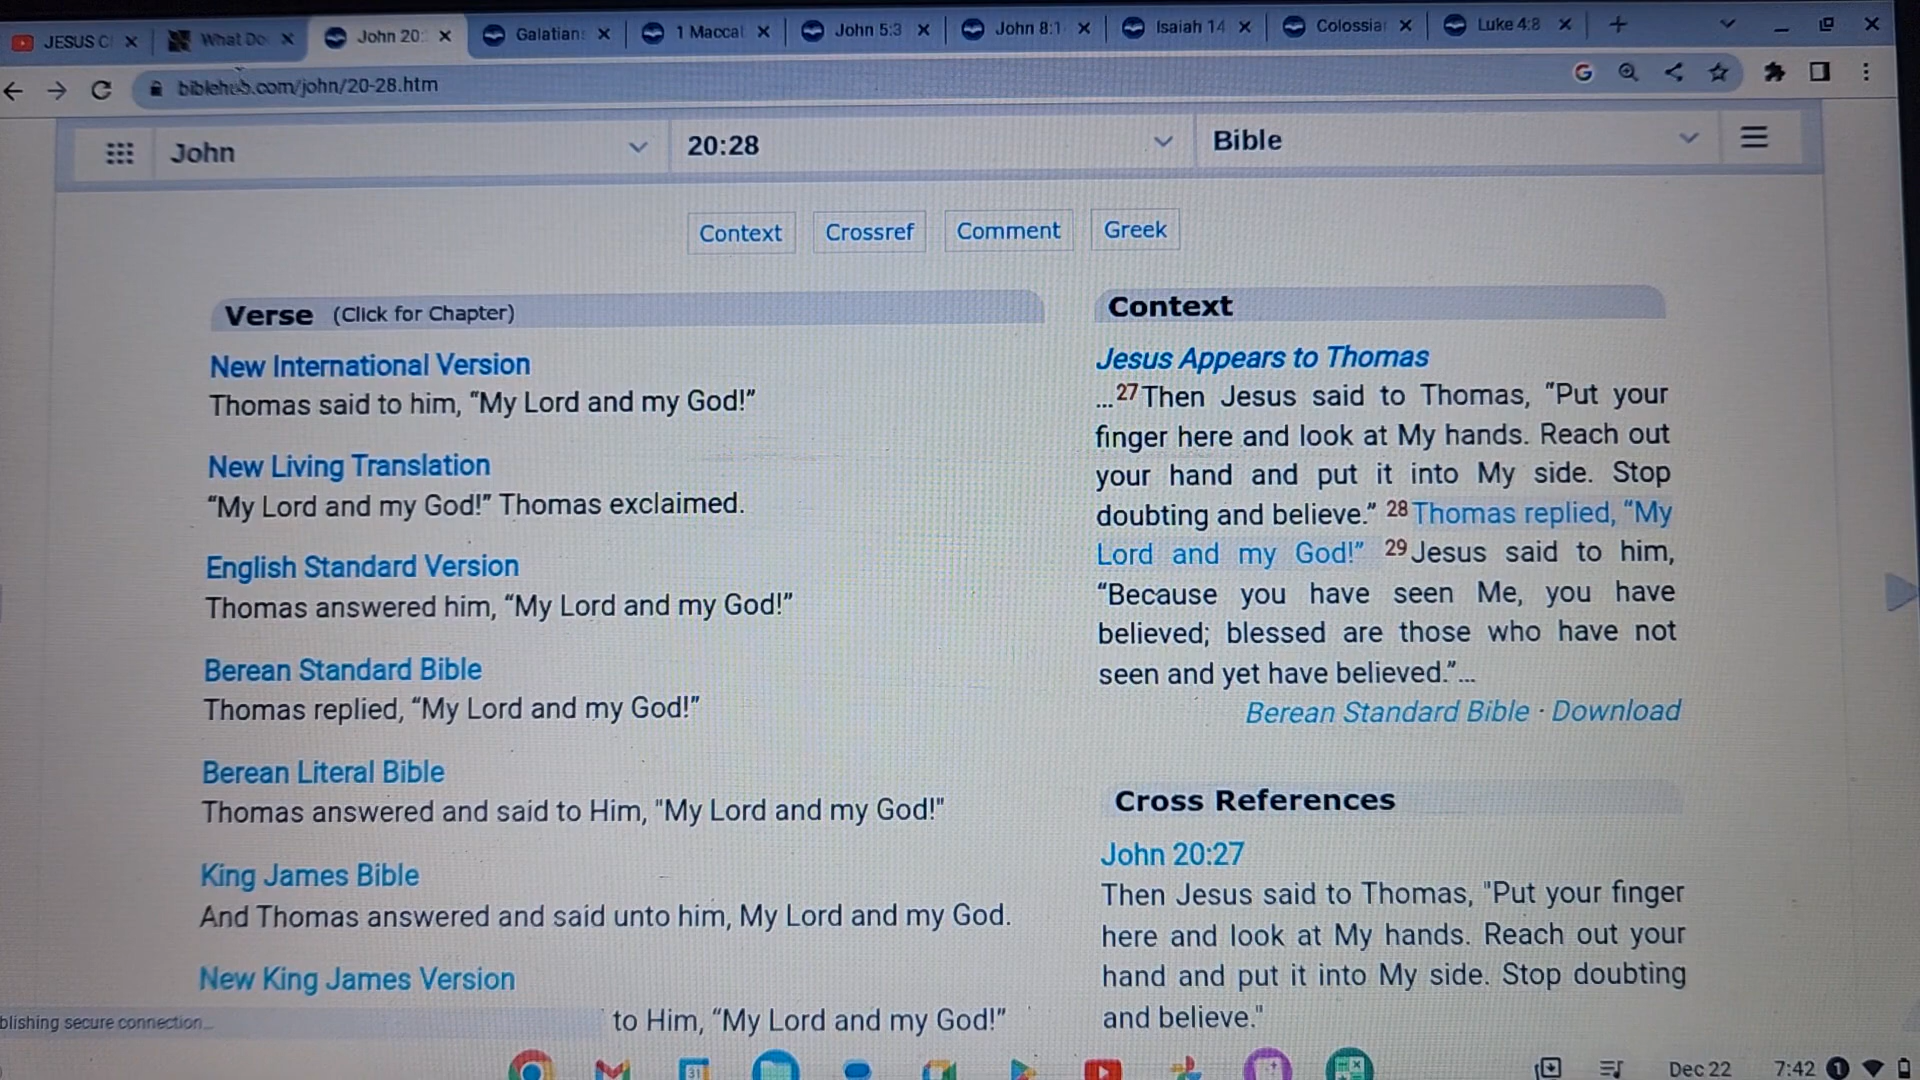 JESUS C
What Do
John 20:
Galatian:
1 Maccal
John 5:3
John 8:1
Isaiah 14
Colossia
Luke 4:8
biblehub.com/john/20-28.htm
John
20:28
Bible
Context
Crossref
Comment
Greek
Verse (Click for Chapter)
New International Version
Thomas said to him, “My Lord and my God!”
New Living Translation
“My Lord and my God!” Thomas exclaimed.
English Standard Version
Thomas answered him, “My Lord and my God!”
Berean Standard Bible
Thomas replied, “My Lord and my God!”
Berean Literal Bible
Thomas answered and said to Him, "My Lord and my God!"
King James Bible
And Thomas answered and said unto him, My Lord and my God.
New King James Version
to Him, “My Lord and my God!”
Context
Jesus Appears to Thomas
…27Then Jesus said to Thomas, “Put your
finger here and look at My hands. Reach out
your hand and put it into My side. Stop
doubting and believe.” 28Thomas replied, “My
Lord and my God!” 29Jesus said to him,
“Because you have seen Me, you have
believed; blessed are those who have not
seen and yet have believed.”…
Berean Standard Bible · Download
Cross References
John 20:27
Then Jesus said to Thomas, "Put your finger
here and look at My hands. Reach out your
hand and put it into My side. Stop doubting
and believe."
blishing secure connection...
31
Dec 22
7:42
1